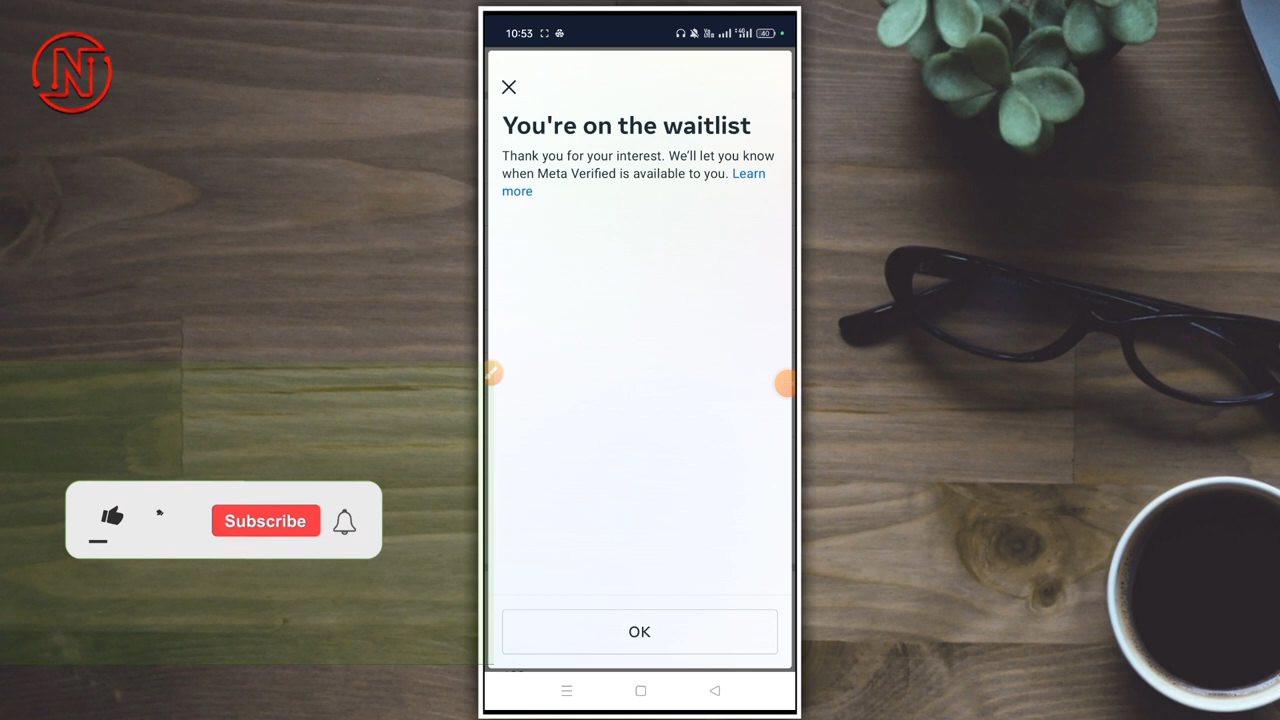 N
10:53
40
You're on the waitlist
Thank you for your interest. We'll let you know
when Meta Verified is available to you. Learn
more
Subscribe
OK